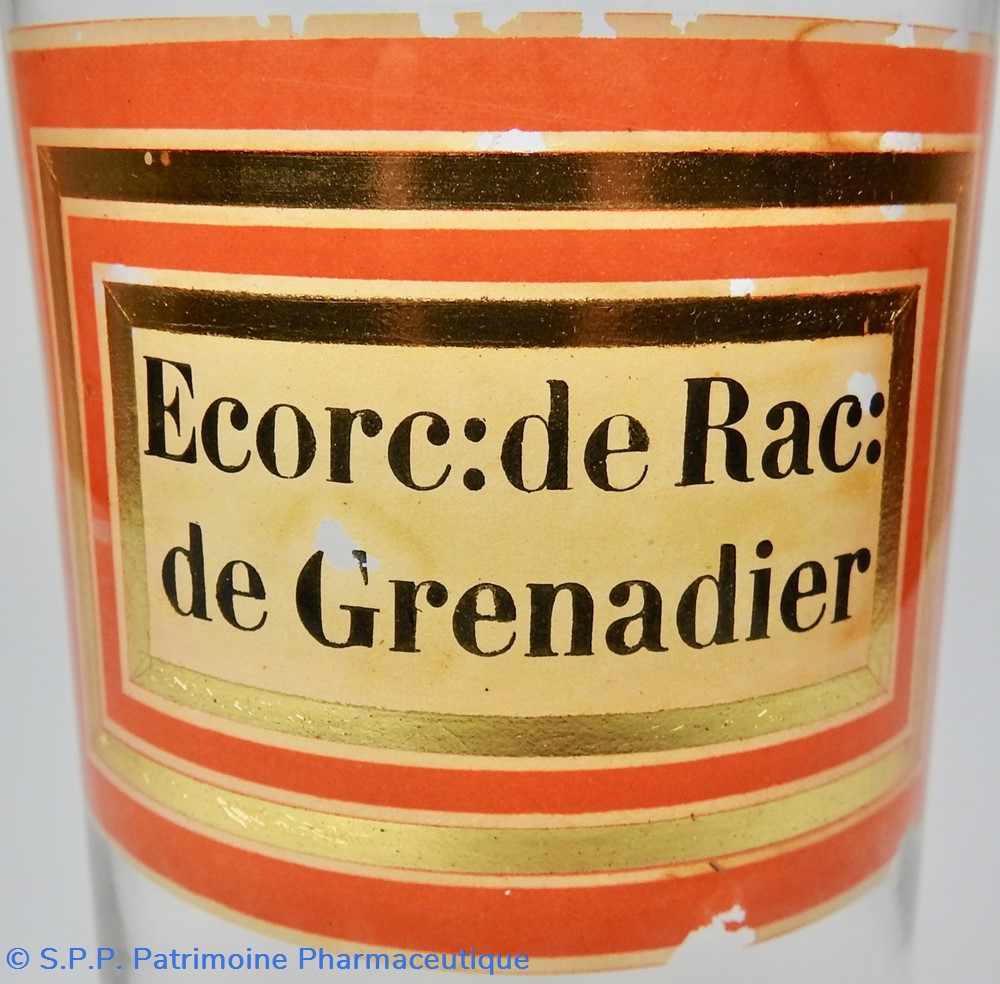 Ecorc: de Rac:
de Grenadier
© S.P.P. Patrimoine Pharmaceutique